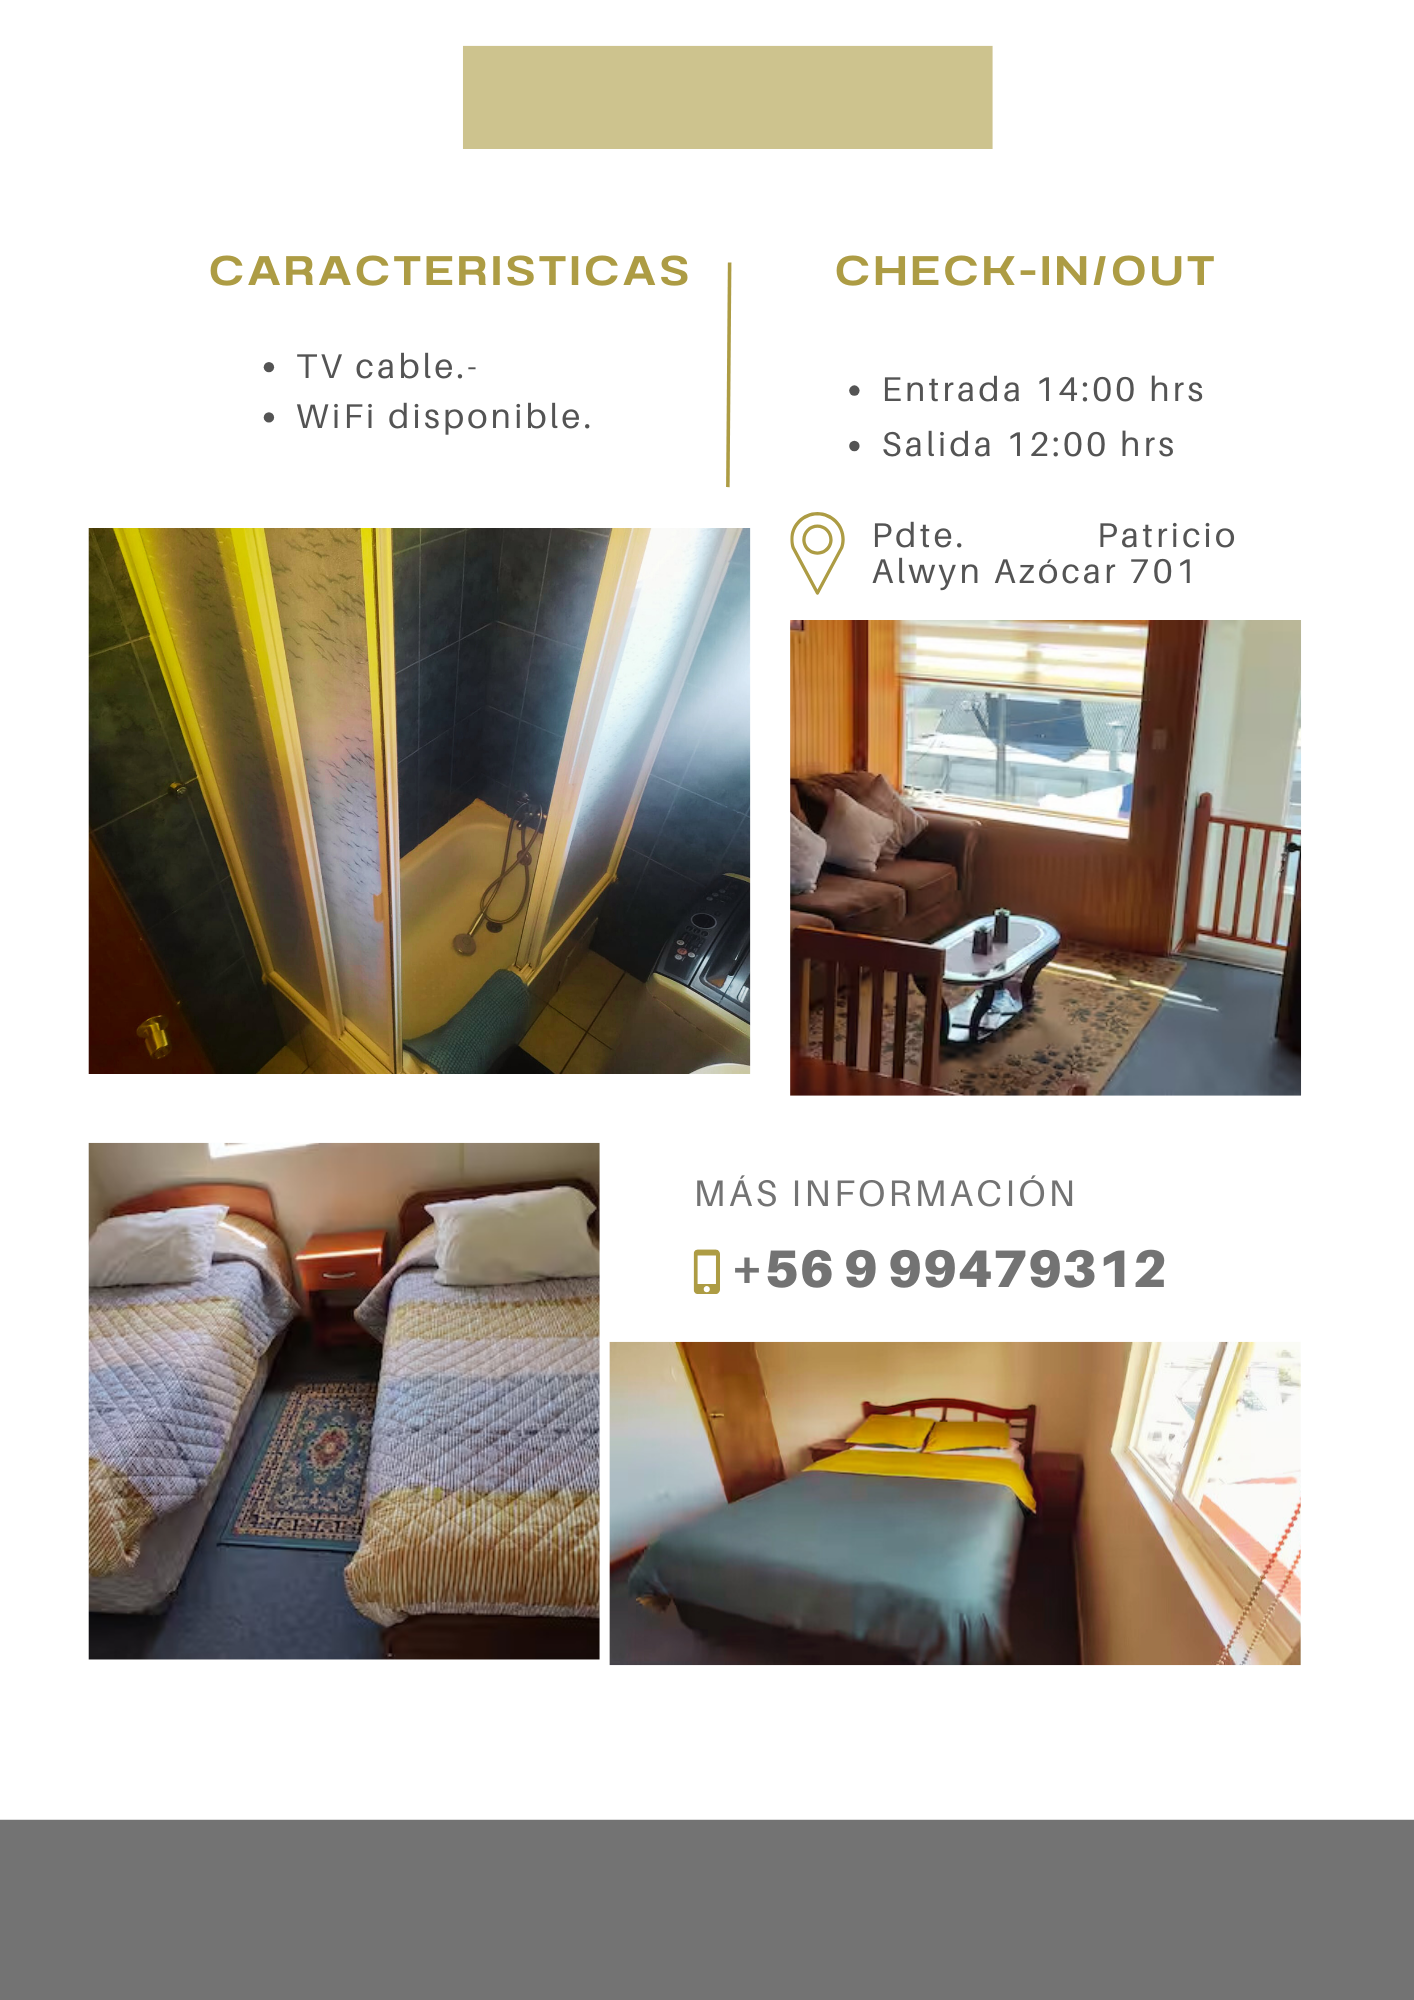 CARACTERISTICAS
TV cable.-
WiFi disponible.
CHECK-IN/OUT
Entrada 14:00 hrs
Salida 12:00 hrs
Pdte. Patricio
Alwyn Azócar 701
MÁS INFORMACIÓN
+56 9 99479312